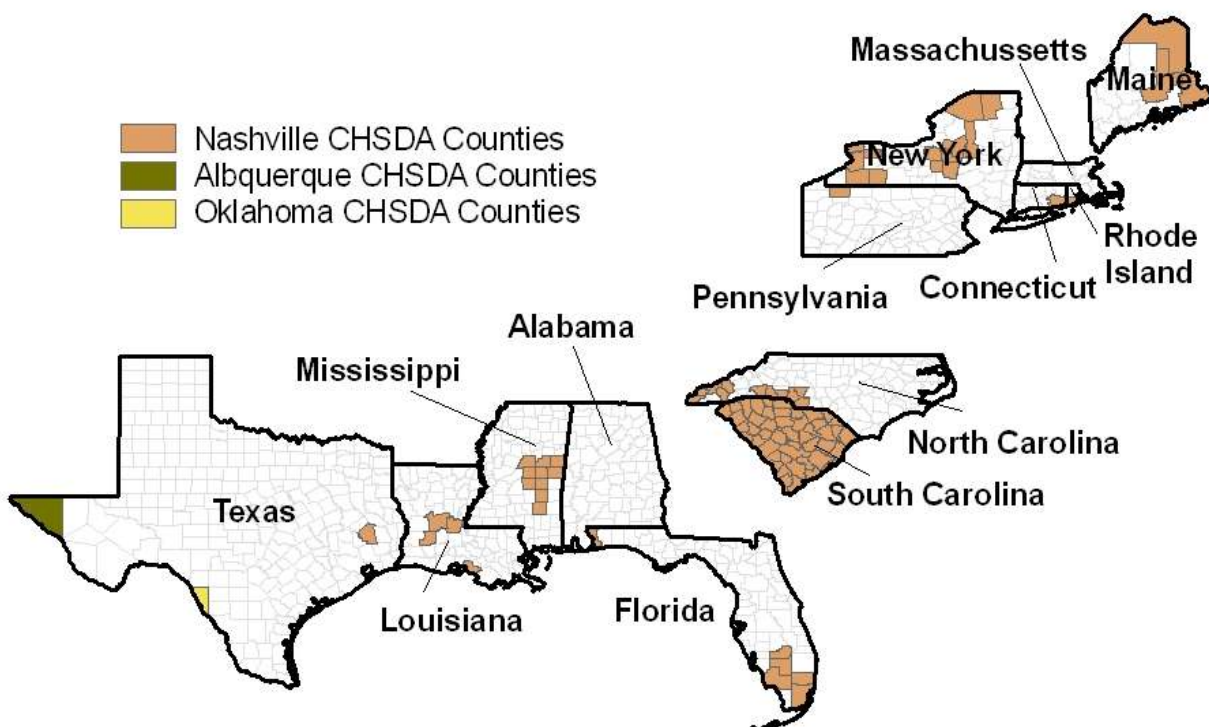 Massachussetts
Maine
Nashville CHSDA Counties
Albquerque CHSDA Counties
Oklahoma CHSDA Counties
New York
Rhode
Island
Connecticut
Pennsylvania
Alabama
Mississippi
North Carolina
South Carolina
Texas
Louisiana
Florida